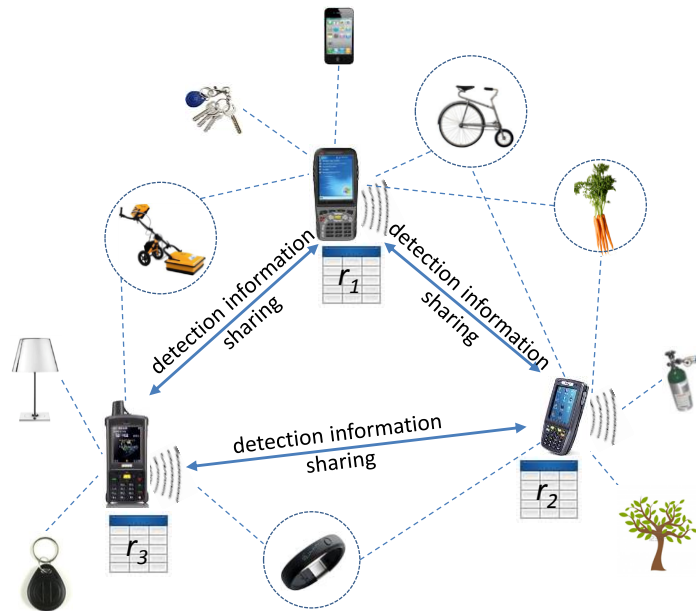 r1
detection information
sharing
detection information
sharing
detection information
sharing
r2
r3